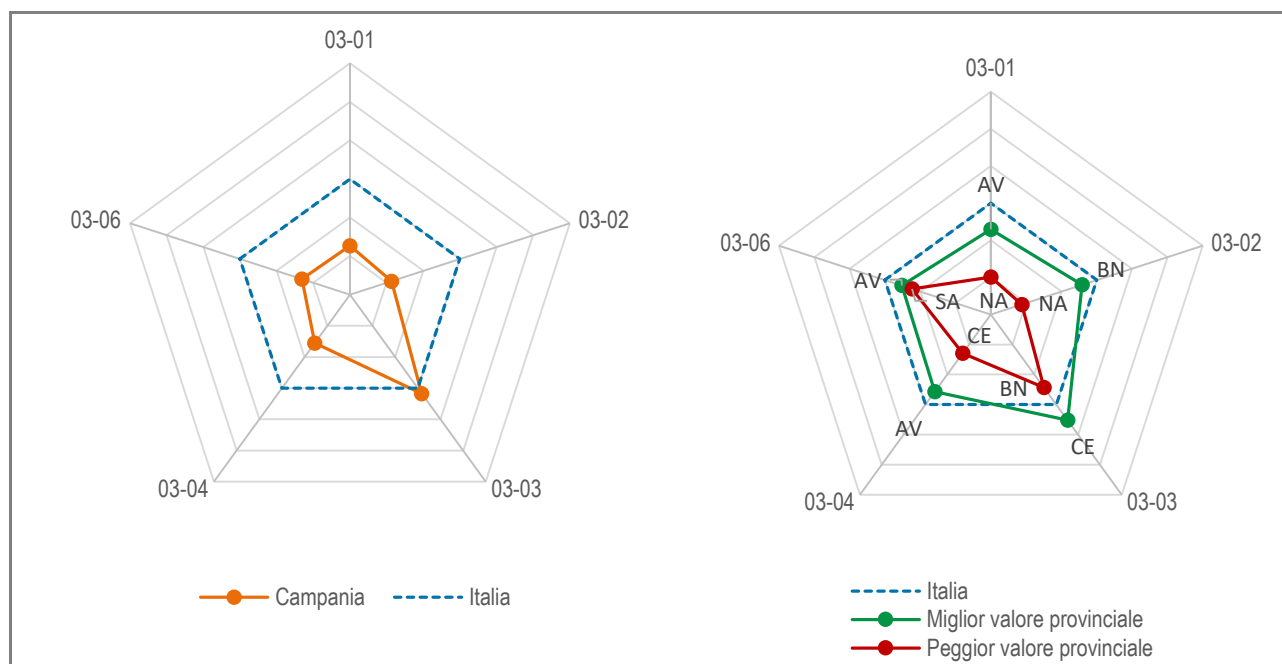 03-01
03-06
03-02
03-04
03-03
Campania
Italia
03-01
AV
03-06
03-02
BN
AV
SA
NA
NA
CE
BN
AV
CE
03-04
03-03
Italia
Miglior valore provinciale
Peggior valore provinciale